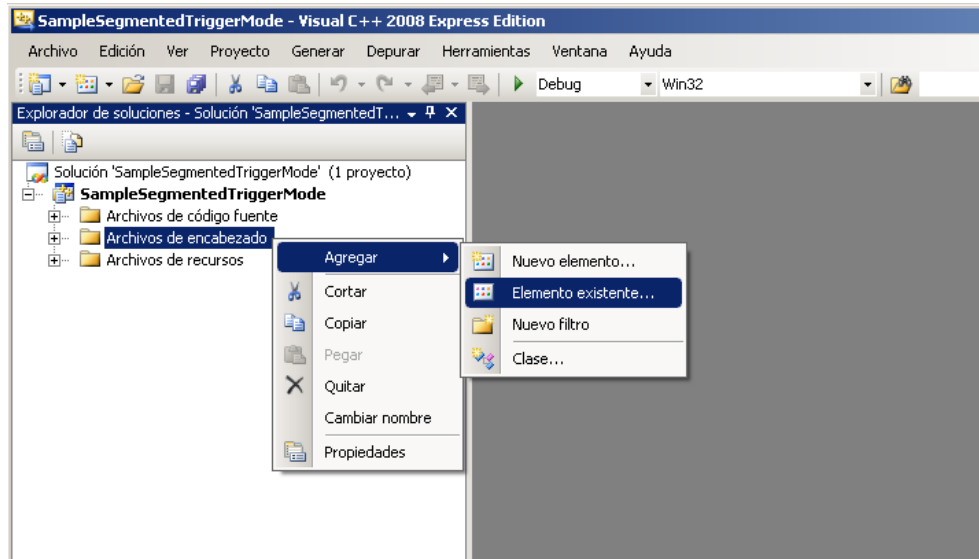 SampleSegmentedTriggerMode - Visual C++ 2008 Express Edition
Archivo Edición Ver Proyecto Generar Depurar Herramientas Ventana Ayuda
Debug Win32
Explorador de soluciones - Solución 'SampleSegmentedT...
Solución 'SampleSegmentedTriggerMode' (1 proyecto)
SampleSegmentedTriggerMode
Archivos de código fuente
Archivos de encabezado
Archivos de recursos
Agregar
Cortar
Copiar
Pegar
Quitar
Cambiar nombre
Propiedades
Nuevo elemento...
Elemento existente...
Nuevo filtro
Clase...